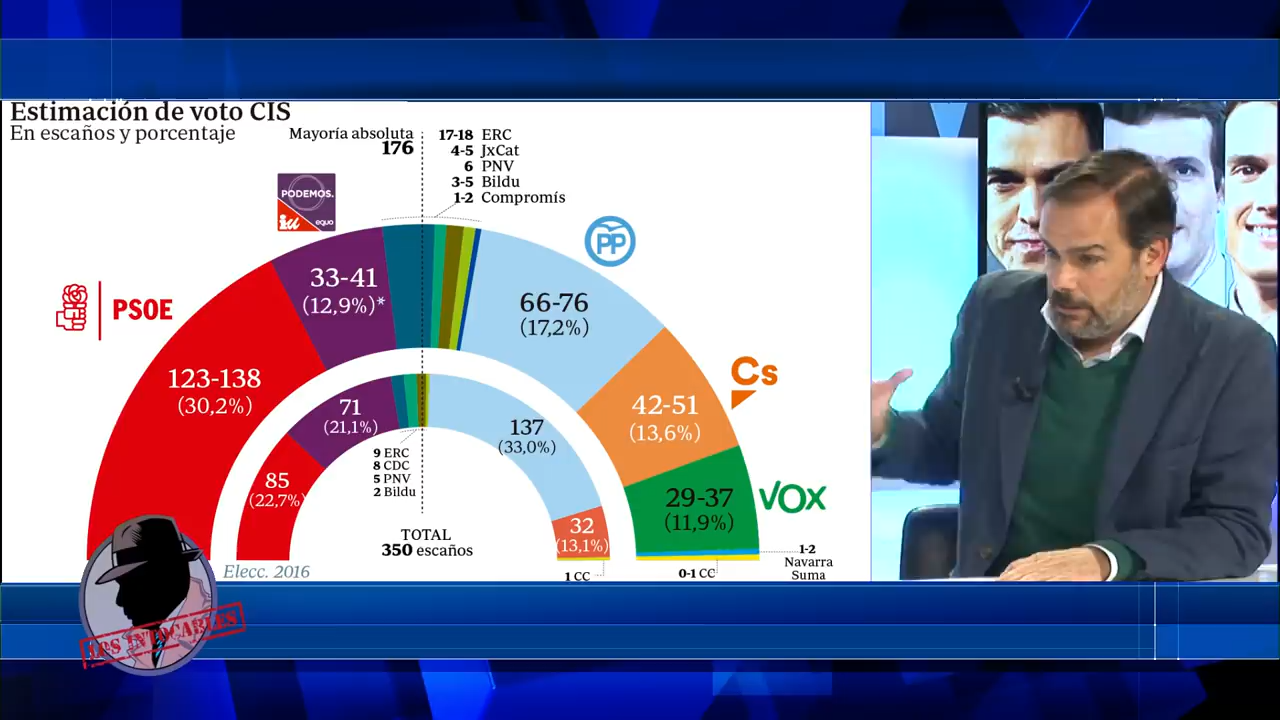 Estimación de voto CIS
En escaños y porcentaje
Mayoría absoluta
176
17-18 ERC
4-5 JxCat
6 PNV
3-5 Bildu
1-2 Compromís
PODEMOS.
iu equo
PP
PSOE
33-41
(12,9%)*
66-76
(17,2%)
123-138
(30,2%)
Cs
42-51
(13,6%)
71
(21,1%)
137
(33,0%)
9 ERC
8 CDC
5 PNV
2 Bildu
85
(22,7%)
VOX
29-37
(11,9%)
32
(13,1%)
TOTAL
350 escaños
1-2
Navarra
Suma
Elecc. 2016
1 CC
0-1 CC
LOS INTOCABLES